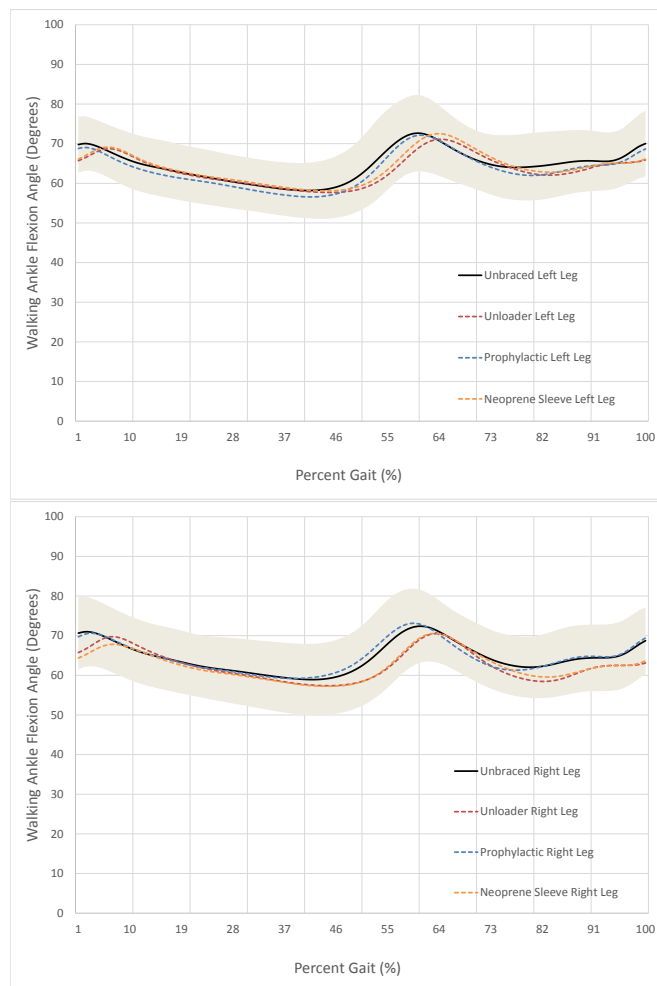 100
90
80
70
60
50
40
30
20
10
0
Walking Ankle Flexion Angle (Degrees)
Unbraced Left Leg
Unloader Left Leg
Prophylactic Left Leg
Neoprene Sleeve Left Leg
1 10 19 28 37 46 55 64 73 82 91 100
Percent Gait (%)
100
90
80
70
60
50
40
30
20
10
0
Walking Ankle Flexion Angle (Degrees)
Unbraced Right Leg
Unloader Right Leg
Prophylactic Right Leg
Neoprene Sleeve Right Leg
1 10 19 28 37 46 55 64 73 82 91 100
Percent Gait (%)